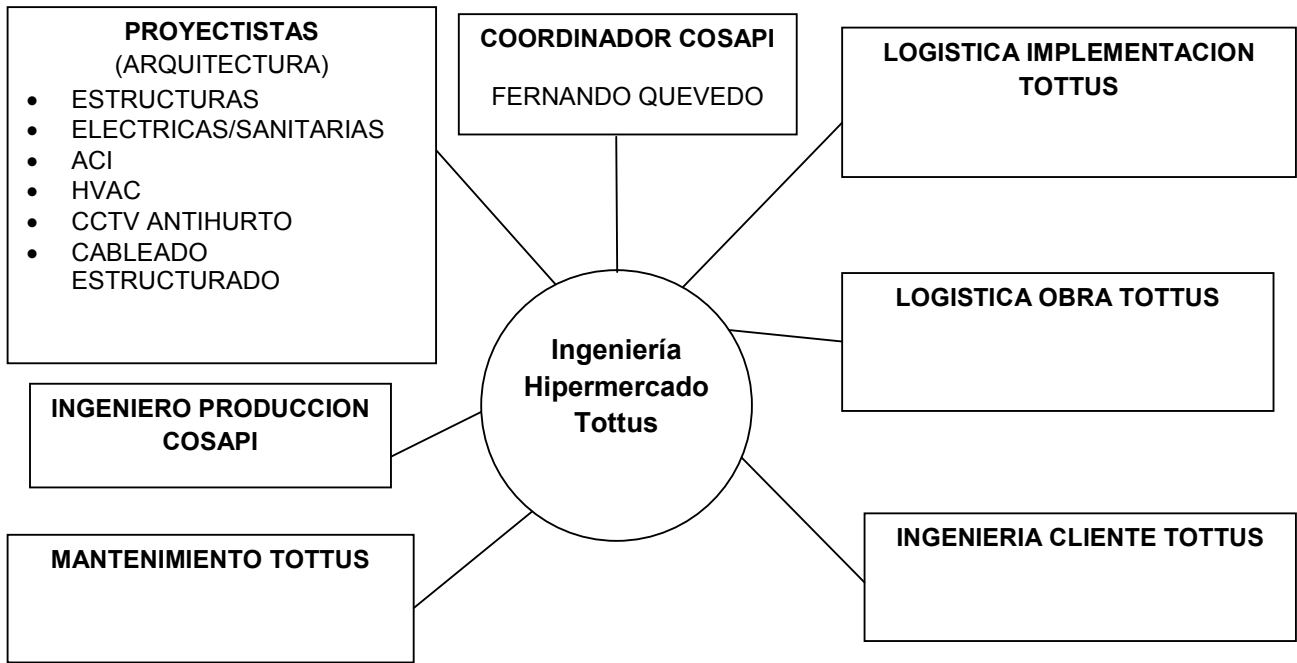 PROYECTISTAS
(ARQUITECTURA)
• ESTRUCTURAS
• ELECTRICAS/SANITARIAS
• ACI
• HVAC
• CCTV ANTIHURTO
• CABLEADO
ESTRUCTURADO
COORDINADOR COSAPI
FERNANDO QUEVEDO
LOGISTICA IMPLEMENTACION
TOTTUS
LOGISTICA OBRA TOTTUS
Ingeniería
Hipermercado
Tottus
INGENIERO PRODUCCION
COSAPI
MANTENIMIENTO TOTTUS
INGENIERIA CLIENTE TOTTUS